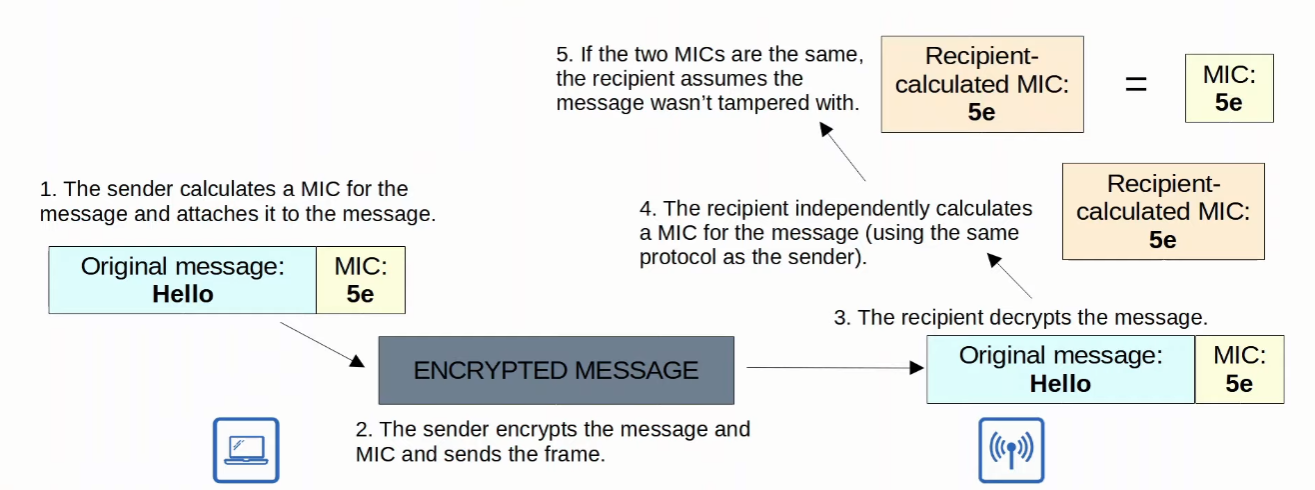 1. The sender calculates a MIC for the
message and attaches it to the message.
Original message:
Hello
MIC:
5e
ENCRYPTED MESSAGE
2. The sender encrypts the message and
MIC and sends the frame.
3. The recipient decrypts the message.
Original message:
Hello
MIC:
5e
4. The recipient independently calculates
a MIC for the message (using the same
protocol as the sender).
Recipient-
calculated MIC:
5e
5. If the two MICs are the same,
the recipient assumes the
message wasn’t tampered with.
Recipient-
calculated MIC:
5e
=
MIC:
5e